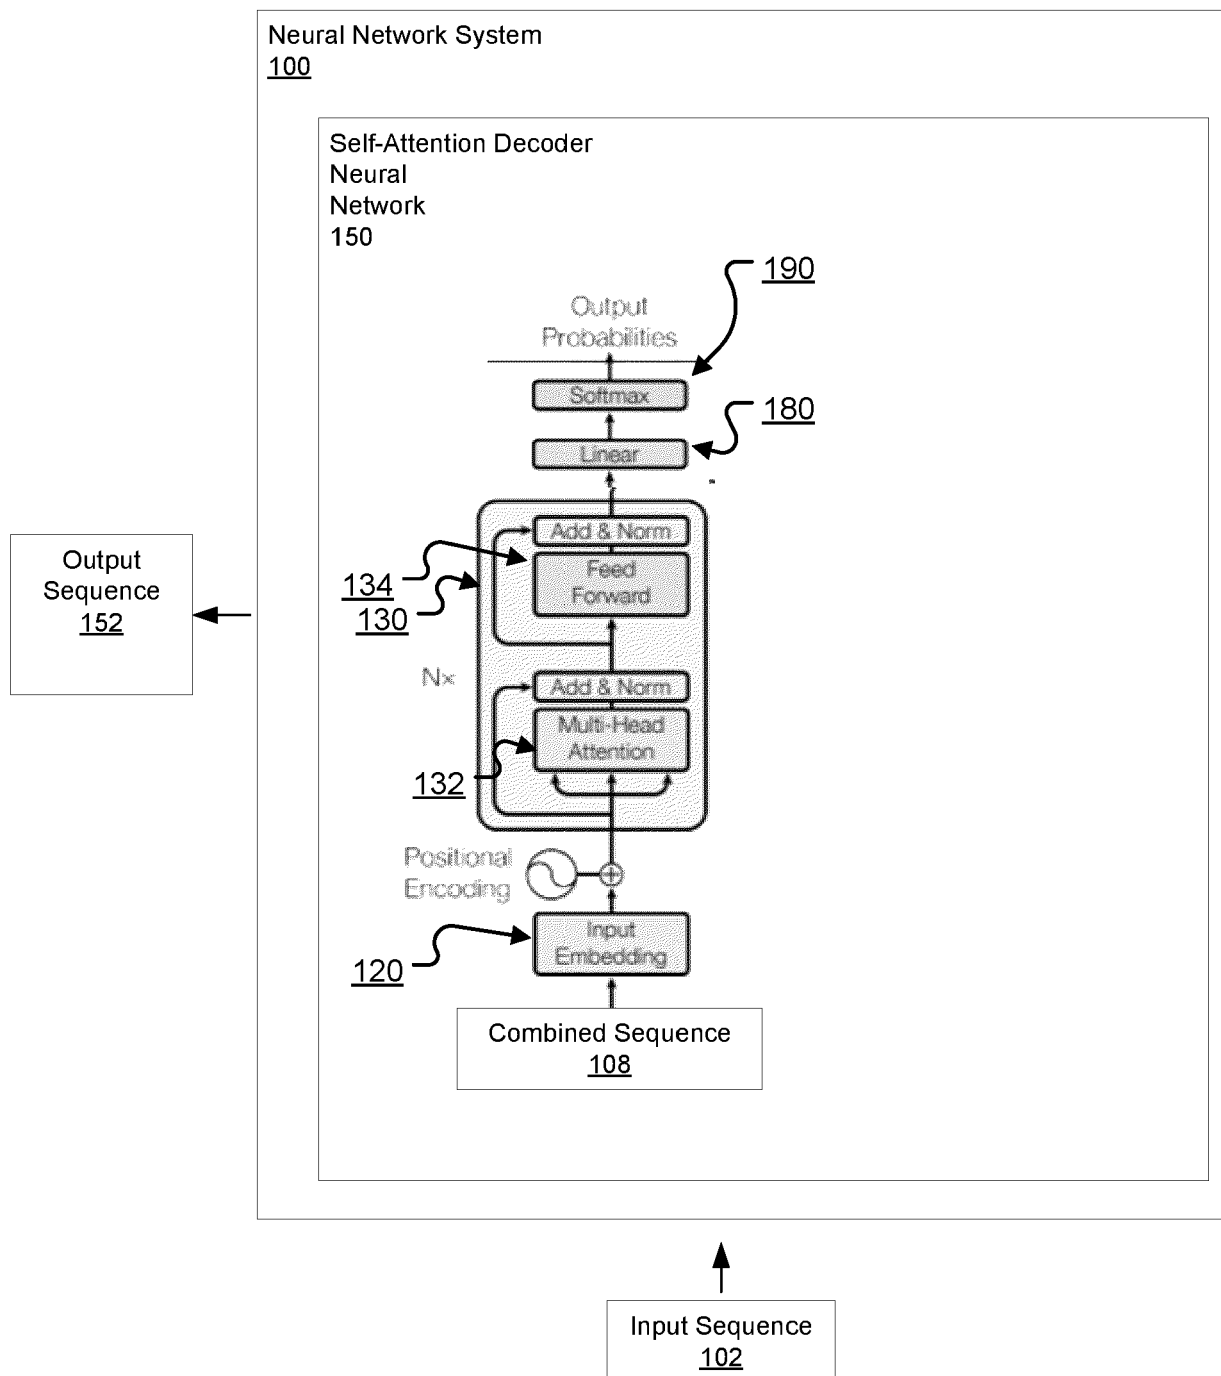 Neural Network System
100
Self-Attention Decoder
Neural
Network
150
190
Output
Probabilities
Softmax
180
Linear
Add & Norm
Output
Sequence
152
134
Feed
Forward
130
Nx
Add & Norm
Multi-Head
Attention
132
Positional
Encoding
Input
Embedding
120
Combined Sequence
108
Input Sequence
102